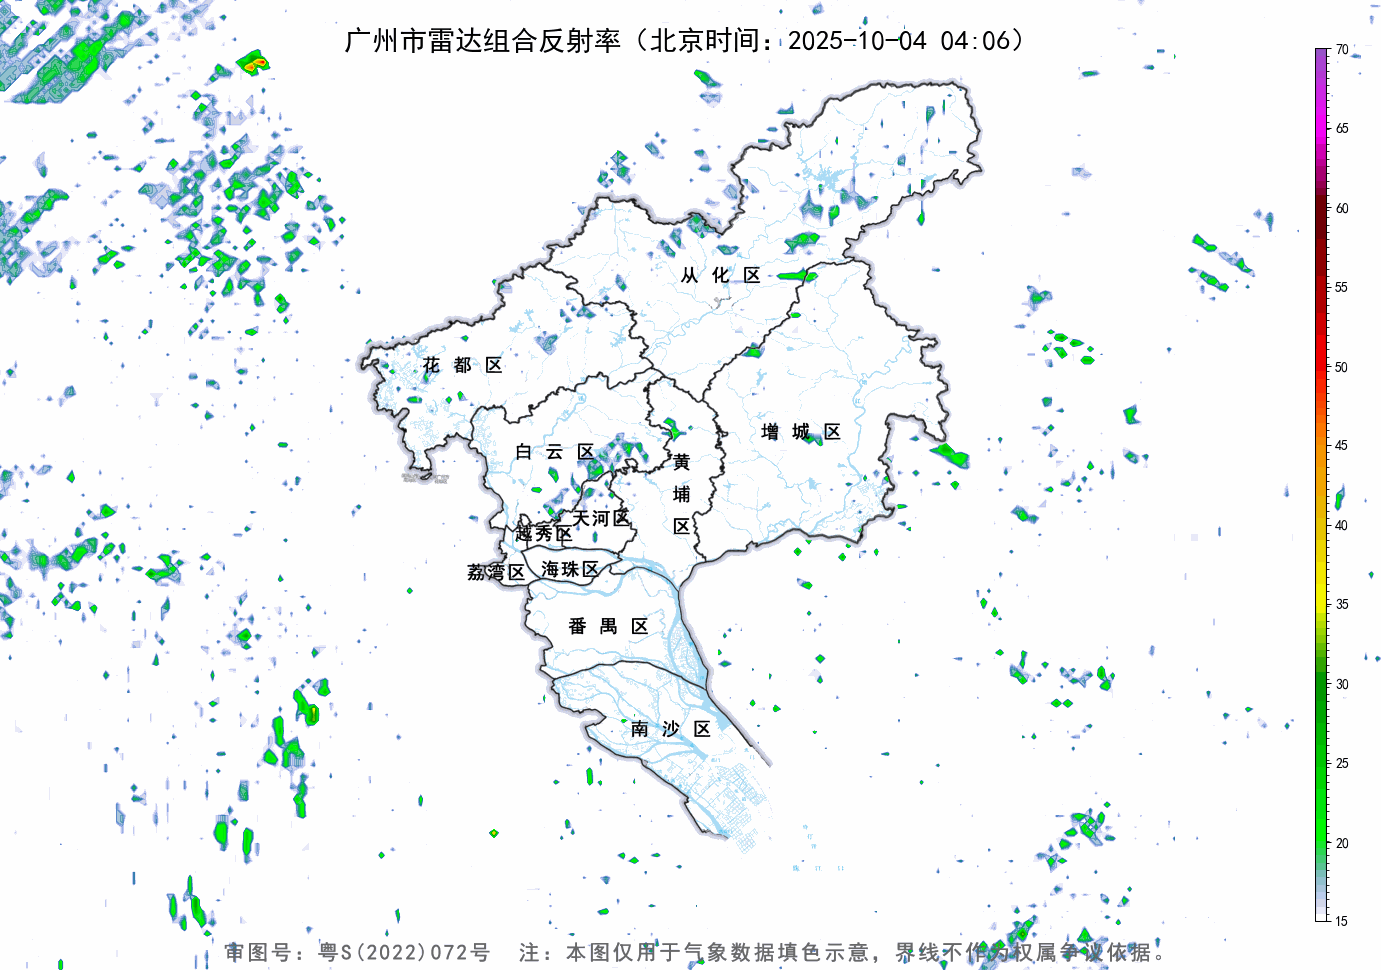 广州市雷达组合反射率（北京时间：2025-10-04 04:06）
70
65
60
55
50
45
40
35
30
25
20
15
从 化 区
花 都 区
增 城 区
白 云 区
黄
埔
区
天河区
越秀区
海珠区
荔湾区
番 禺 区
南 沙 区
审图号：粤S(2022)072号 注：本图仅用于气象数据填色示意，界线不作为权属争议依据。